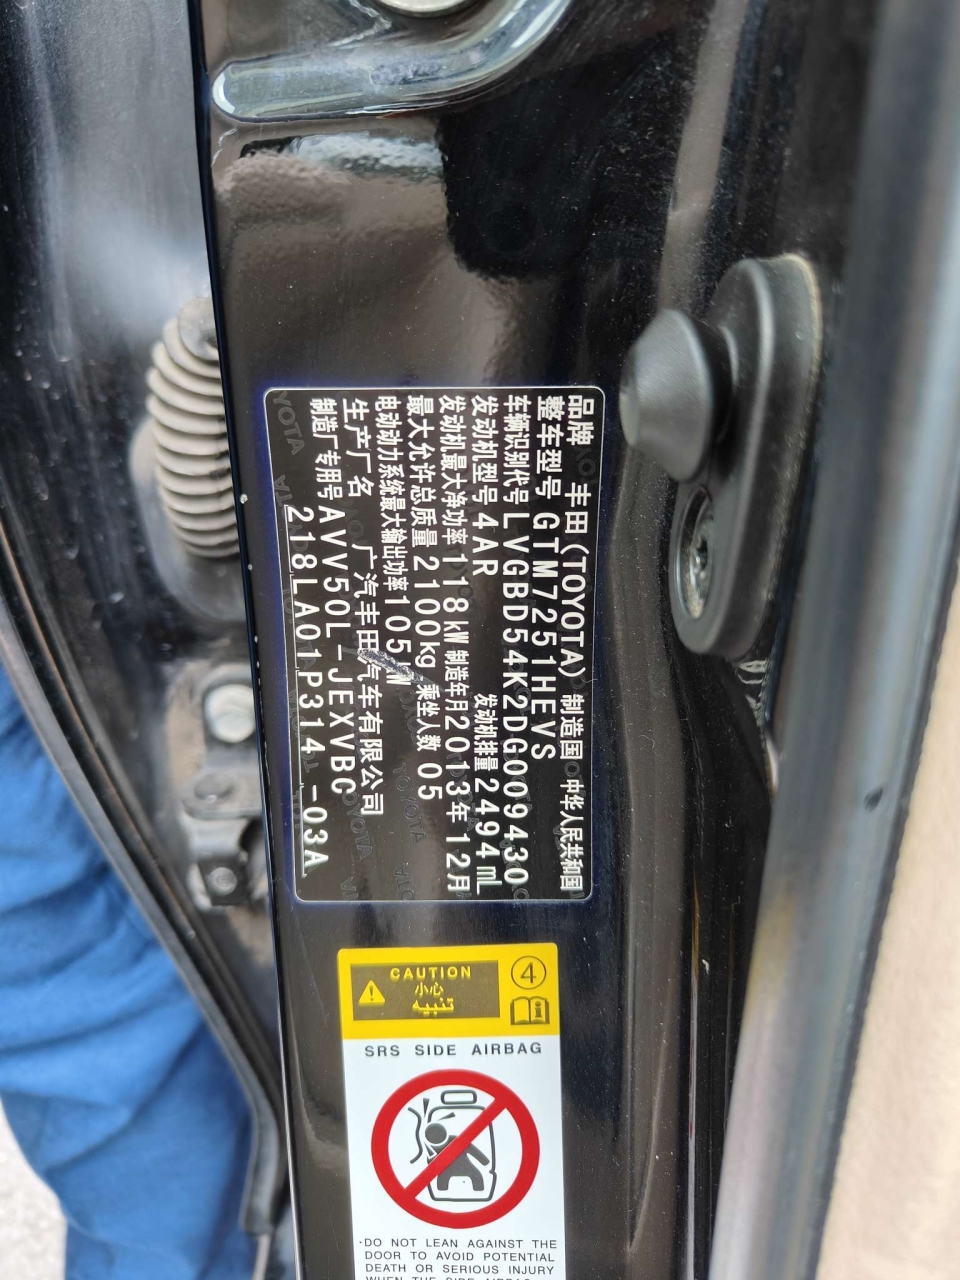 品牌 丰田(TOYOTA) 制造国 中华人民共和国
整车型号 GTM7251HEVS
车辆识别代号 LVGBD54K2DG009430
发动机型号 4AR 发动机排量 2494mL
发动机最大净功率 118kW 制造年月 2013年12月
最大允许总质量 2100kg 乘坐人数 05
电动动力系统最大输出功率 105kW
生产厂名 广汽丰田汽车有限公司
制造厂专用号 AVV50L-JEXVBC
218LA01P314-03A
CAUTION
小心
تنبيه
4
SRS SIDE AIRBAG
·DO NOT LEAN AGAINST THE
DOOR TO AVOID POTENTIAL
DEATH OR SERIOUS INJURY
WHEN THE SIDE AIRBAG